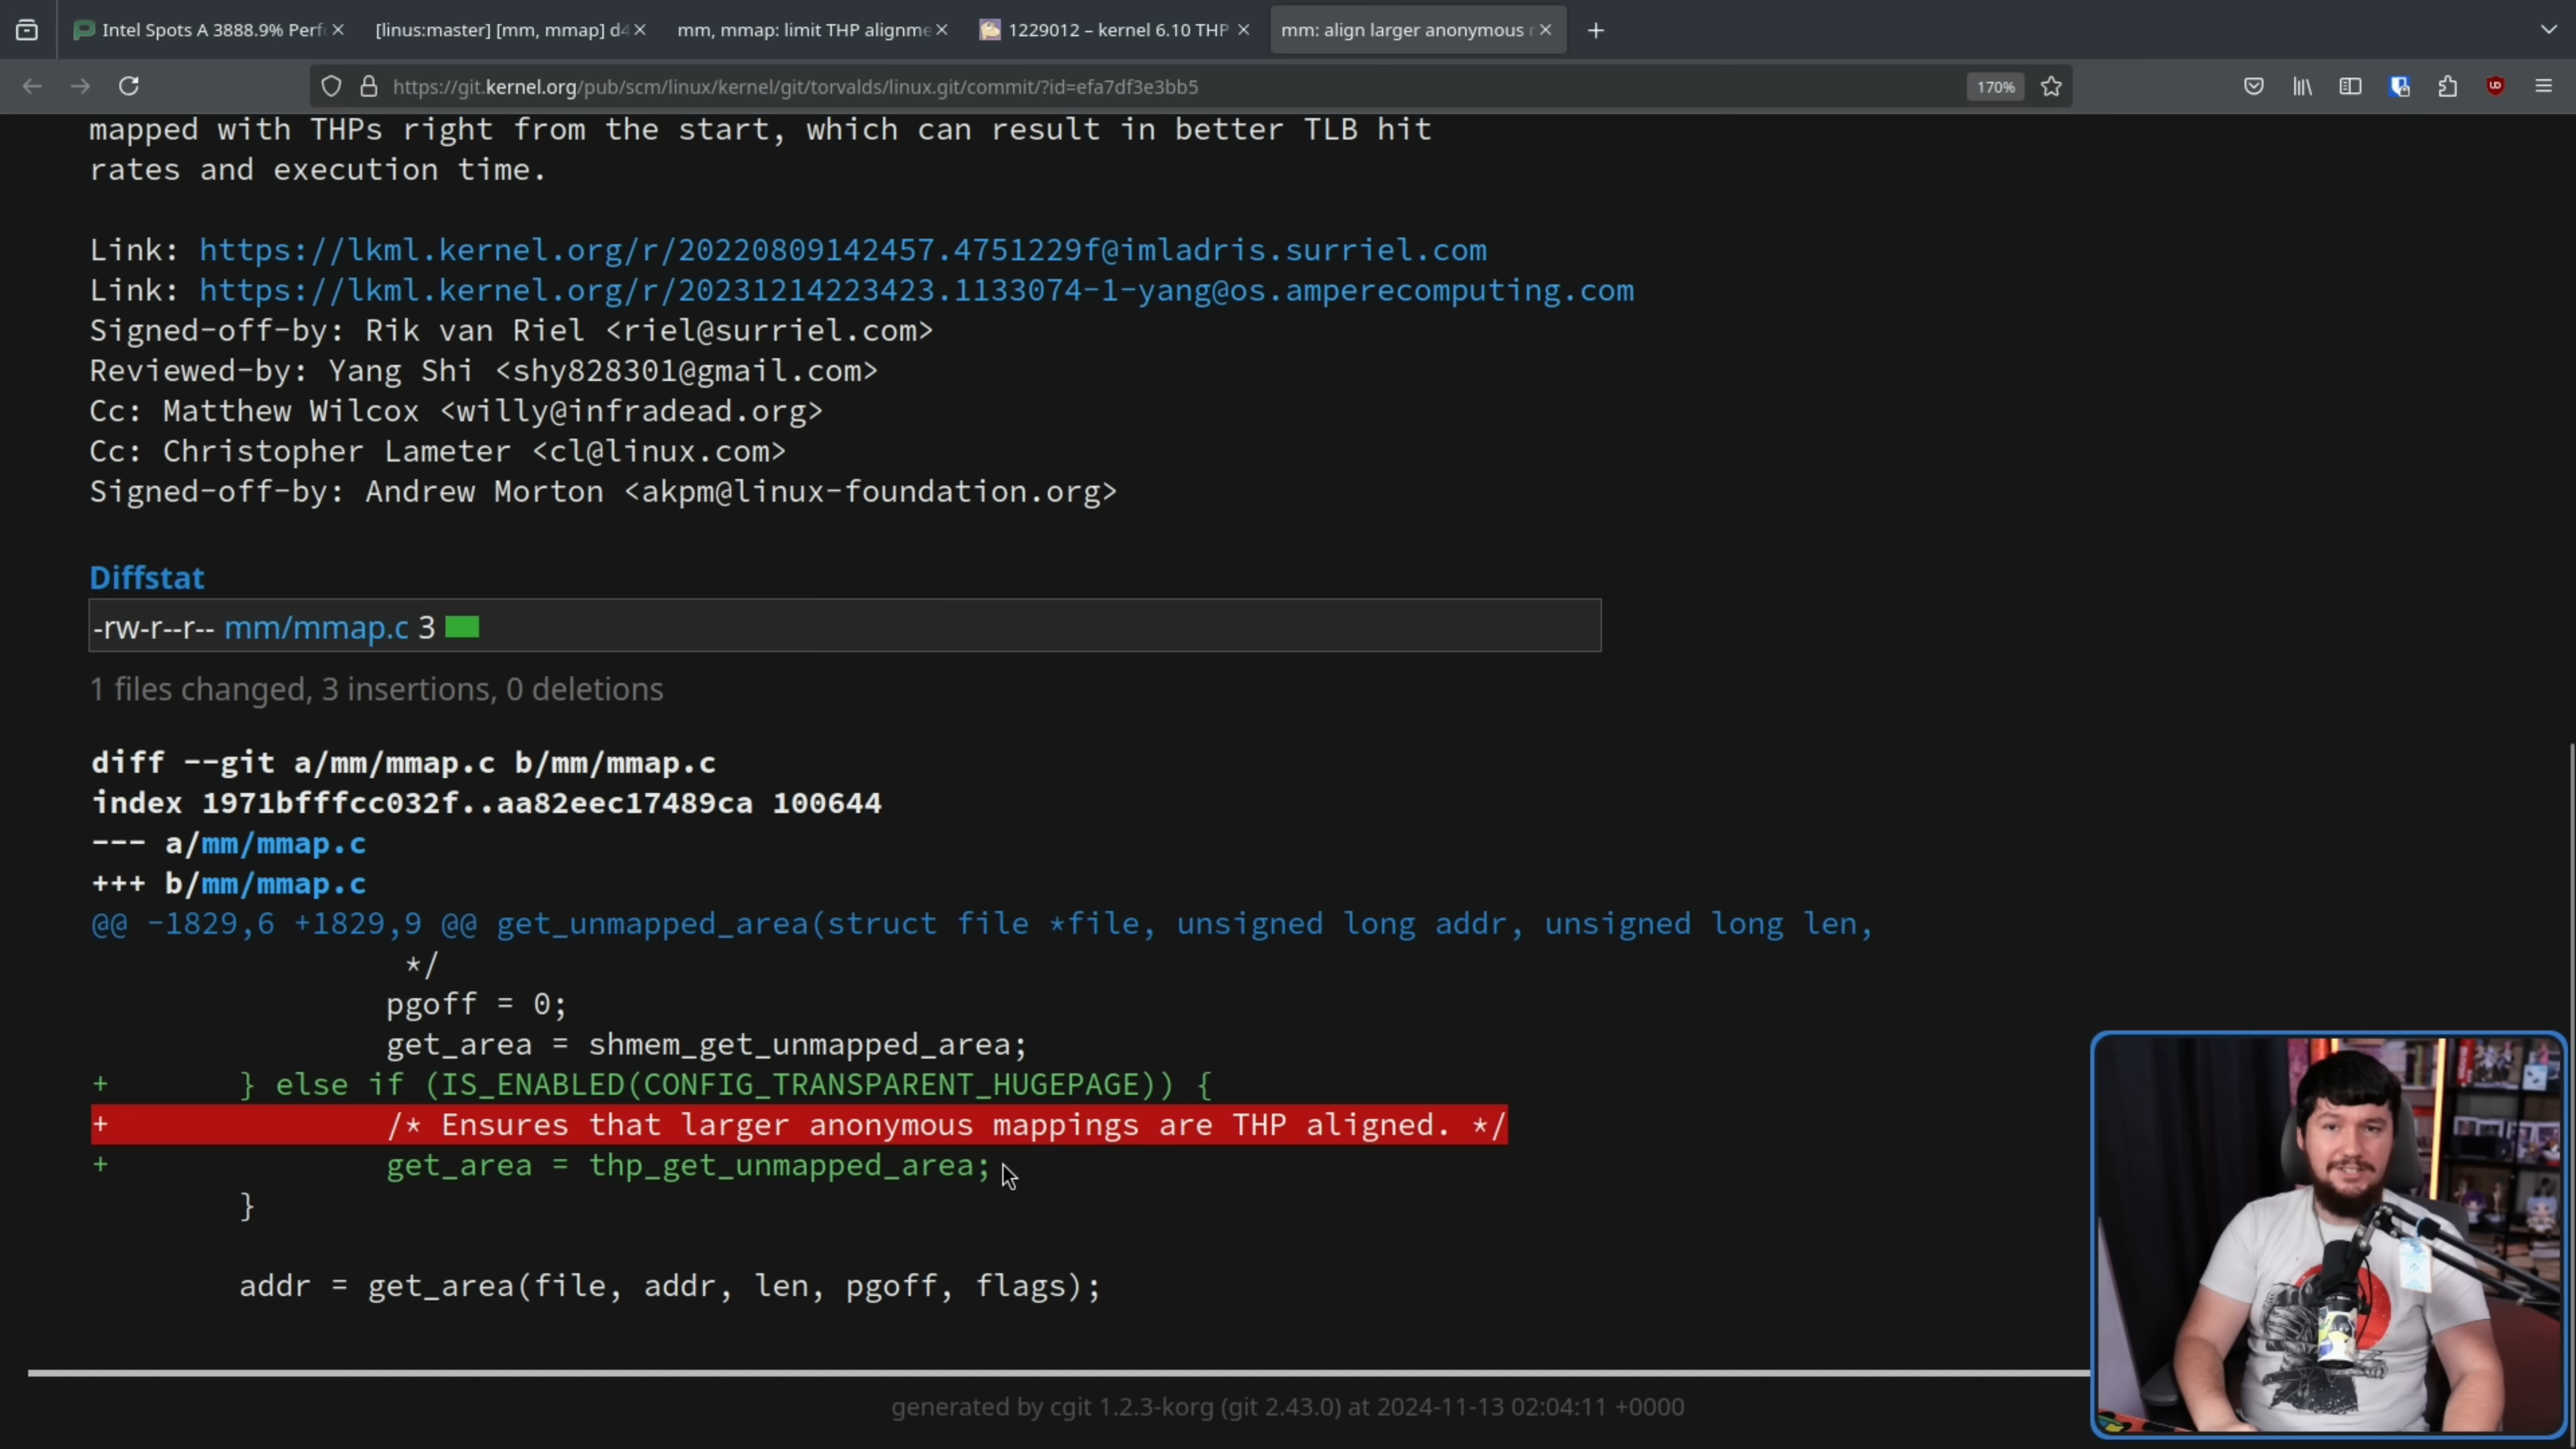 Intel Spots A 3888.9% Perf
[linus:master] [mm, mmap] d4
mm, mmap: limit THP alignme
1229012 – kernel 6.10 THP
mm: align larger anonymous r
https://git.kernel.org/pub/scm/linux/kernel/git/torvalds/linux.git/commit/?id=efa7df3e3bb5
170%
mapped with THPs right from the start, which can result in better TLB hit
rates and execution time.
Link: https://lkml.kernel.org/r/20220809142457.4751229f@imladris.surriel.com
Link: https://lkml.kernel.org/r/20231214223423.1133074-1-yang@os.amperecomputing.com
Signed-off-by: Rik van Riel <riel@surriel.com>
Reviewed-by: Yang Shi <shy828301@gmail.com>
Cc: Matthew Wilcox <willy@infradead.org>
Cc: Christopher Lameter <cl@linux.com>
Signed-off-by: Andrew Morton <akpm@linux-foundation.org>
Diffstat
-rw-r--r-- mm/mmap.c 3
1 files changed, 3 insertions, 0 deletions
diff --git a/mm/mmap.c b/mm/mmap.c
index 1971bfffcc032f..aa82eec17489ca 100644
--- a/mm/mmap.c
+++ b/mm/mmap.c
@@ -1829,6 +1829,9 @@ get_unmapped_area(struct file *file, unsigned long addr, unsigned long len,
*/
pgoff = 0;
get_area = shmem_get_unmapped_area;
+ } else if (IS_ENABLED(CONFIG_TRANSPARENT_HUGEPAGE)) {
+ /* Ensures that larger anonymous mappings are THP aligned. */
+ get_area = thp_get_unmapped_area;
}
addr = get_area(file, addr, len, pgoff, flags);
generated by cgit 1.2.3-korg (git 2.43.0) at 2024-11-13 02:04:11 +0000